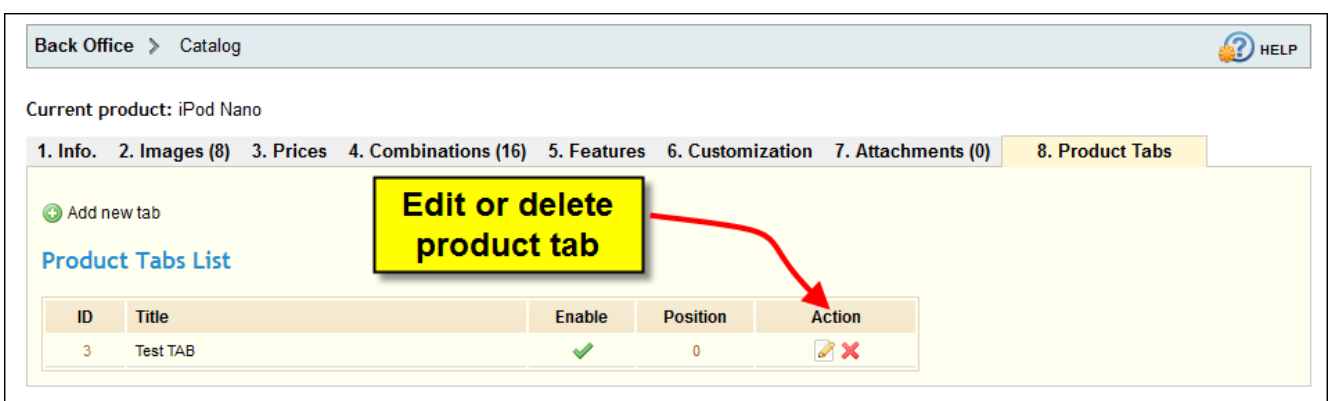 Back Office > Catalog HELP
Current product: iPod Nano
1. Info. 2. Images (8) 3. Prices 4. Combinations (16) 5. Features 6. Customization 7. Attachments (0) 8. Product Tabs
Add new tab
Edit or delete
product tab
Product Tabs List
ID Title Enable Position Action
3 Test TAB 0